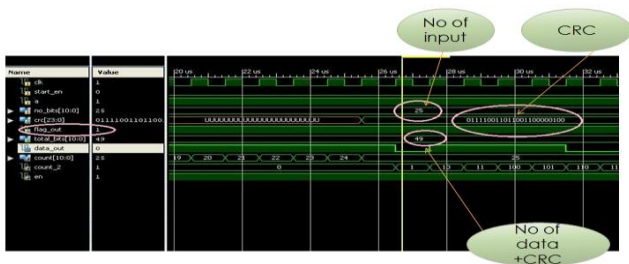 No of
input
CRC
Name
Value
20 us
22 us
24 us
26 us
28 us
30 us
32 us
clk
1
start_en
0
a
1
no_bits[10:0]
25
25
crc[23:0]
01111001101100
011110011011001100000100
flag_out
1
total_bits[10:0]
49
49
data_out
0
count[10:0]
25
19
20
21
22
23
24
25
count_2
1
0
1
10
11
100
101
110
en
1
No of
data
+CRC